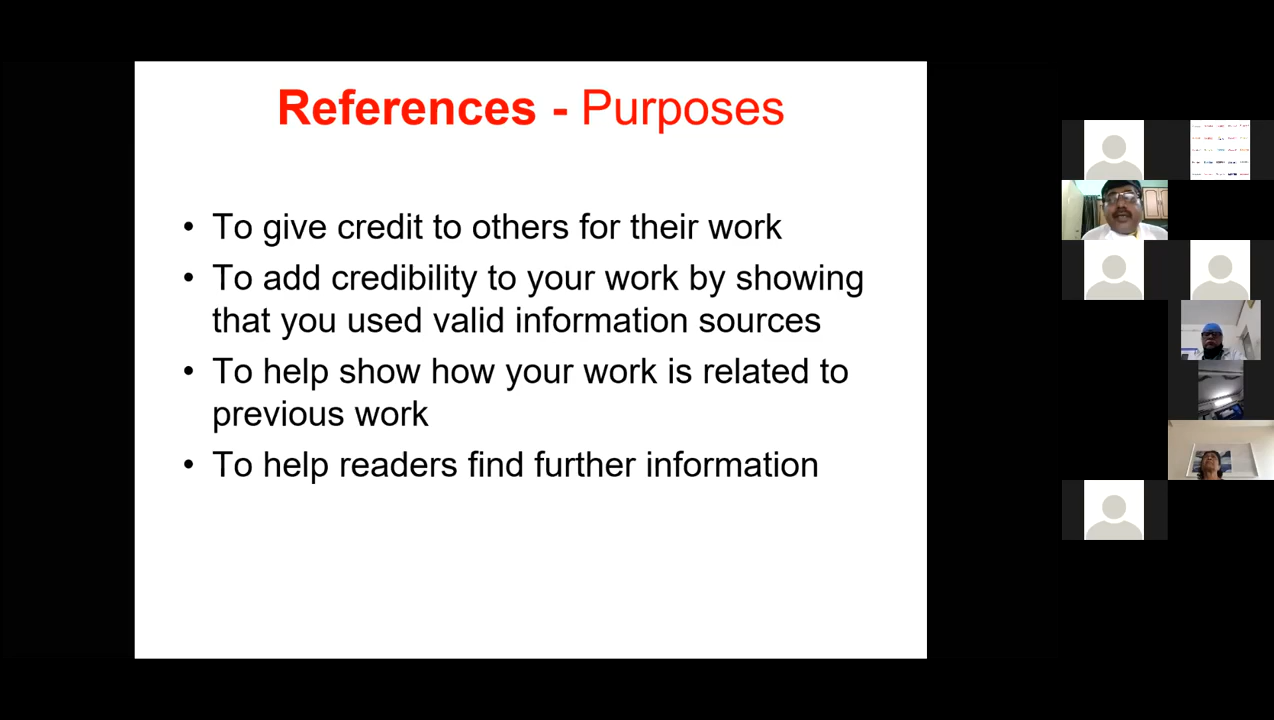 References - Purposes
• To give credit to others for their work
• To add credibility to your work by showing
that you used valid information sources
• To help show how your work is related to
previous work
• To help readers find further information